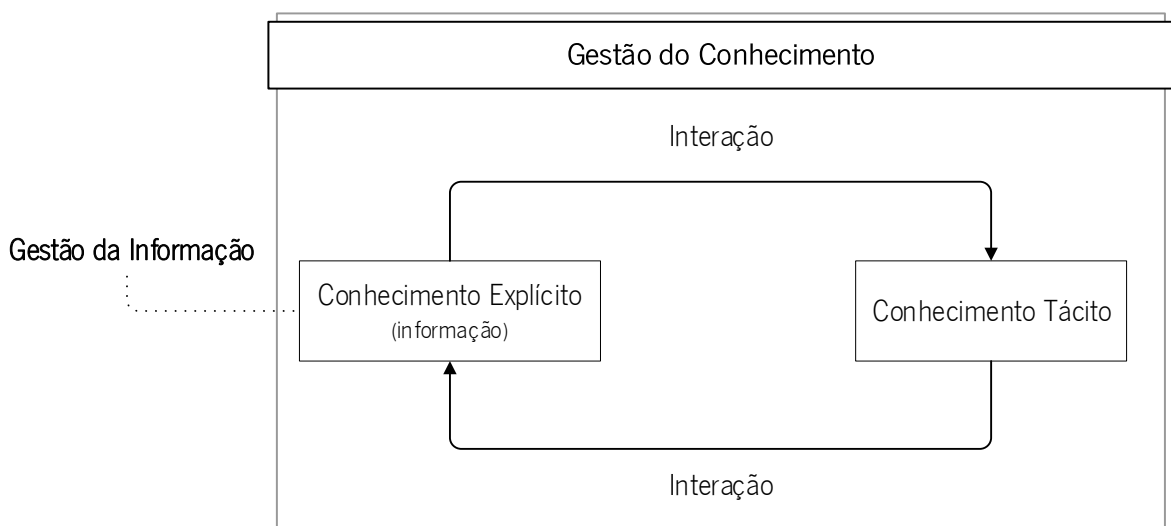 Gestão do Conhecimento
Interação
Gestão da Informação
Conhecimento Explícito
(informação)
Conhecimento Tácito
Interação